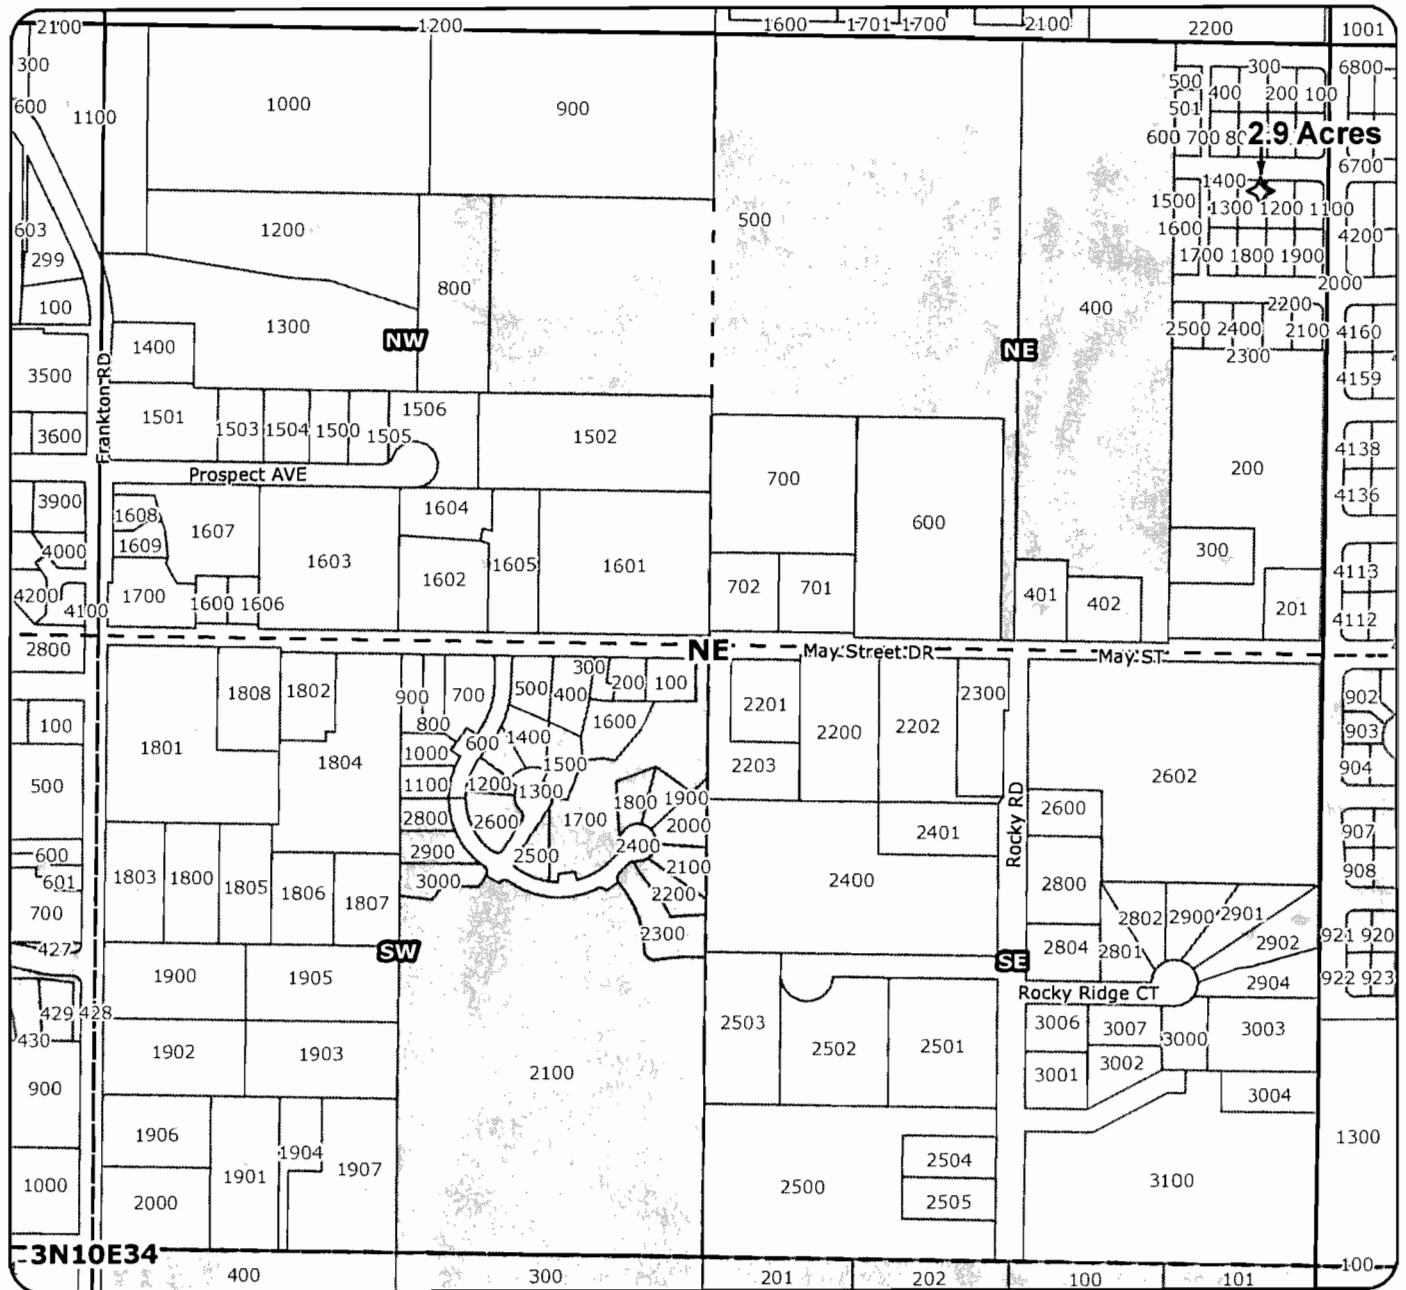 2100 1200 1600 1701 1700 2100 2200 1001
300 300 6800
500 400 200 100
600 1100 1000 900 501
600 700 80 2.9 Acres
6700
1400
1500 1300 1200 1100
603 1200 500 1600 4200
299 1700 1800 1900
800 2000
100 400 2200
1300 2500 2400 2100 4160
1400 NW NE 2300
3500 4159
Frankton RD
1501 1506
3600 1503 1504 1500 1505 1502 4138
Prospect AVE 700 200
3900 1604 4136
1608 1607 600
4000 1609 1603 1605 1601 300
1602 4113
4200 1700 702 701 401
4100 1600 1606 402 201 4112
2800 NE May Street DR May ST
300
1808 1802 900 700 500 400 200 100 2300 902
100 800 1600 2201 903
1801 600 1400 2200 2202
1804 1000 1500 2203 904
500 1100 1200 1300 1800 1900 2602
2800 2600 1700 2000 2600 907
600 2900 2500 2400 2401 Rocky RD
601 1803 1800 1805 3000 2100 2400 2800 908
700 1806 1807 2200 2802 2900 2901
2300 921 920
427 SW SE 2804 2801 2902
1900 1905 2904 922 923
Rocky Ridge CT
429 428 2503 3006 3007 3003
430 1902 1903 2502 2501 3000
2100 3001 3002
900 3004
1906 1904 2504 1300
1000 1901 1907 2500 3100
2000 2505
3N10E34
400 300 201 202 100 101 100